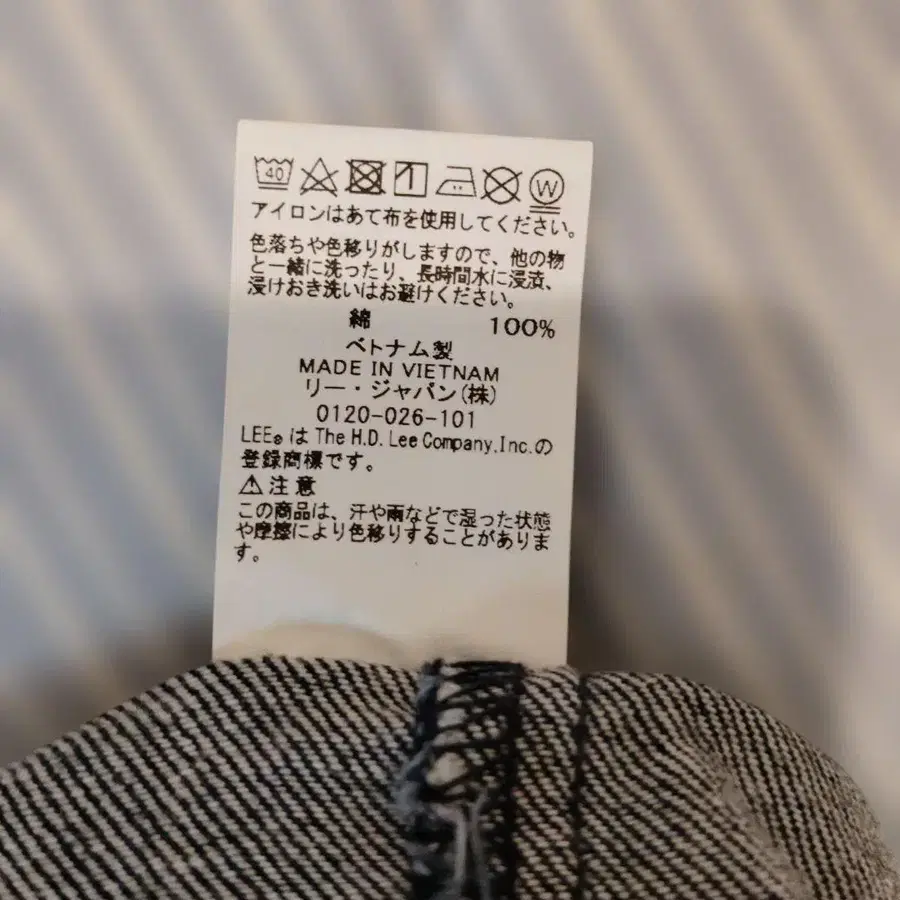 40 W
アイロンはあて布を使用してください。
色落ちや色移りがしますので、他の物
と一緒に洗ったり、長時間水に浸漬、
浸けおき洗いはお避けください。
綿 100%
ベトナム製
MADE IN VIETNAM
リー・ジャパン(株)
0120-026-101
LEE®は The H.D. Lee Company,Inc.の
登録商標です。
⚠注意
この商品は、汗や雨などで湿った状態
や摩擦により色移りすることがありま
す。